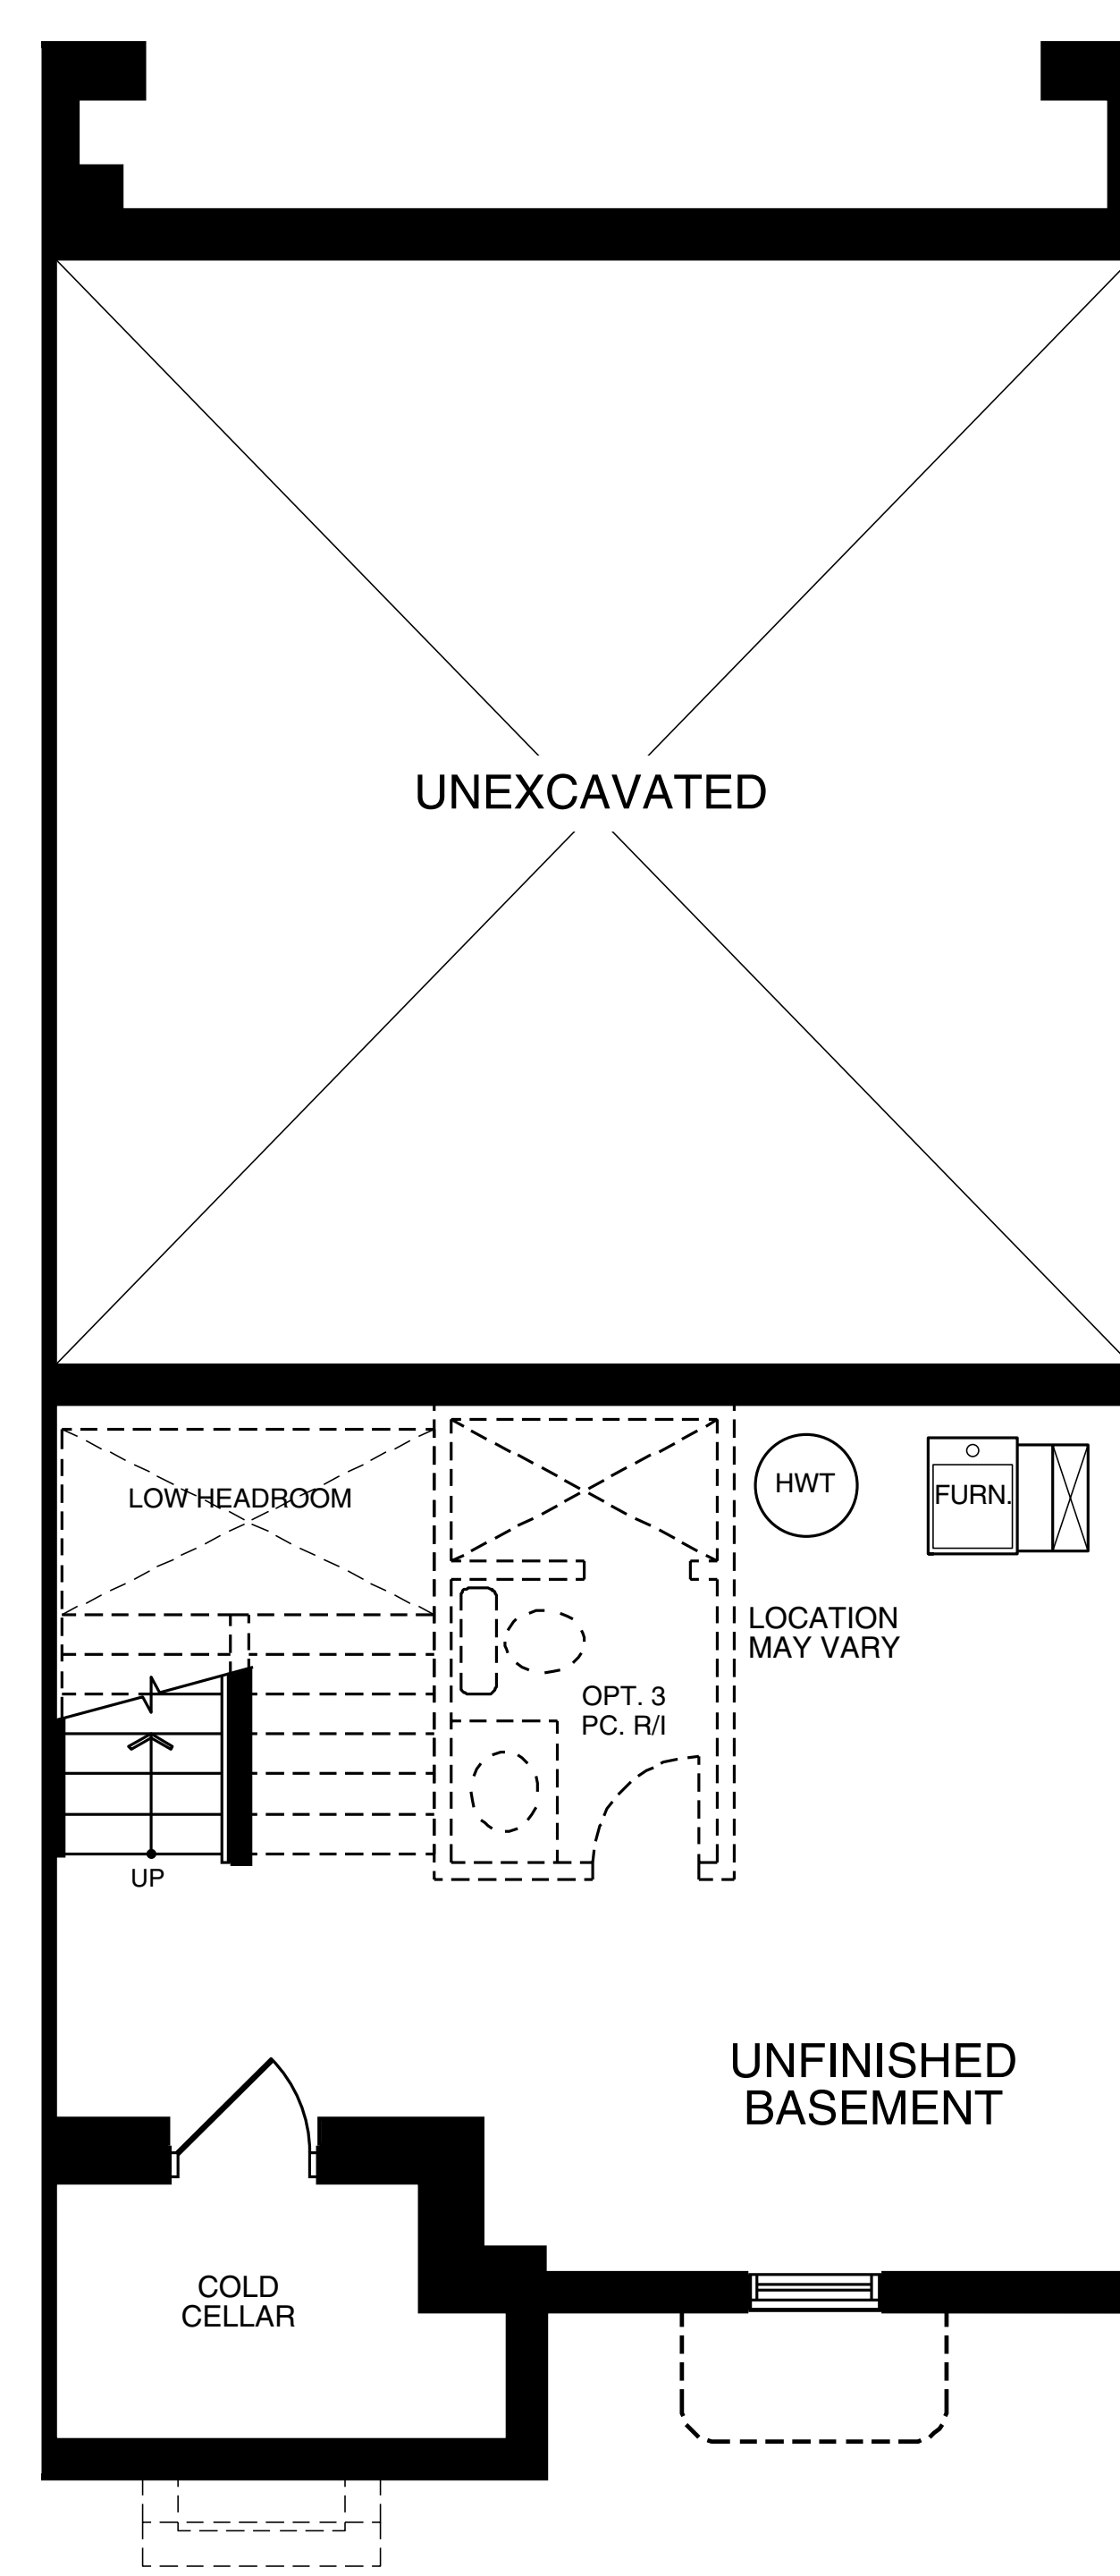 UNEXCAVATED
LOW HEADROOM
HWT
FURN.
LOCATION
MAY VARY
OPT. 3
PC. R/I
UP
UNFINISHED
BASEMENT
COLD
CELLAR